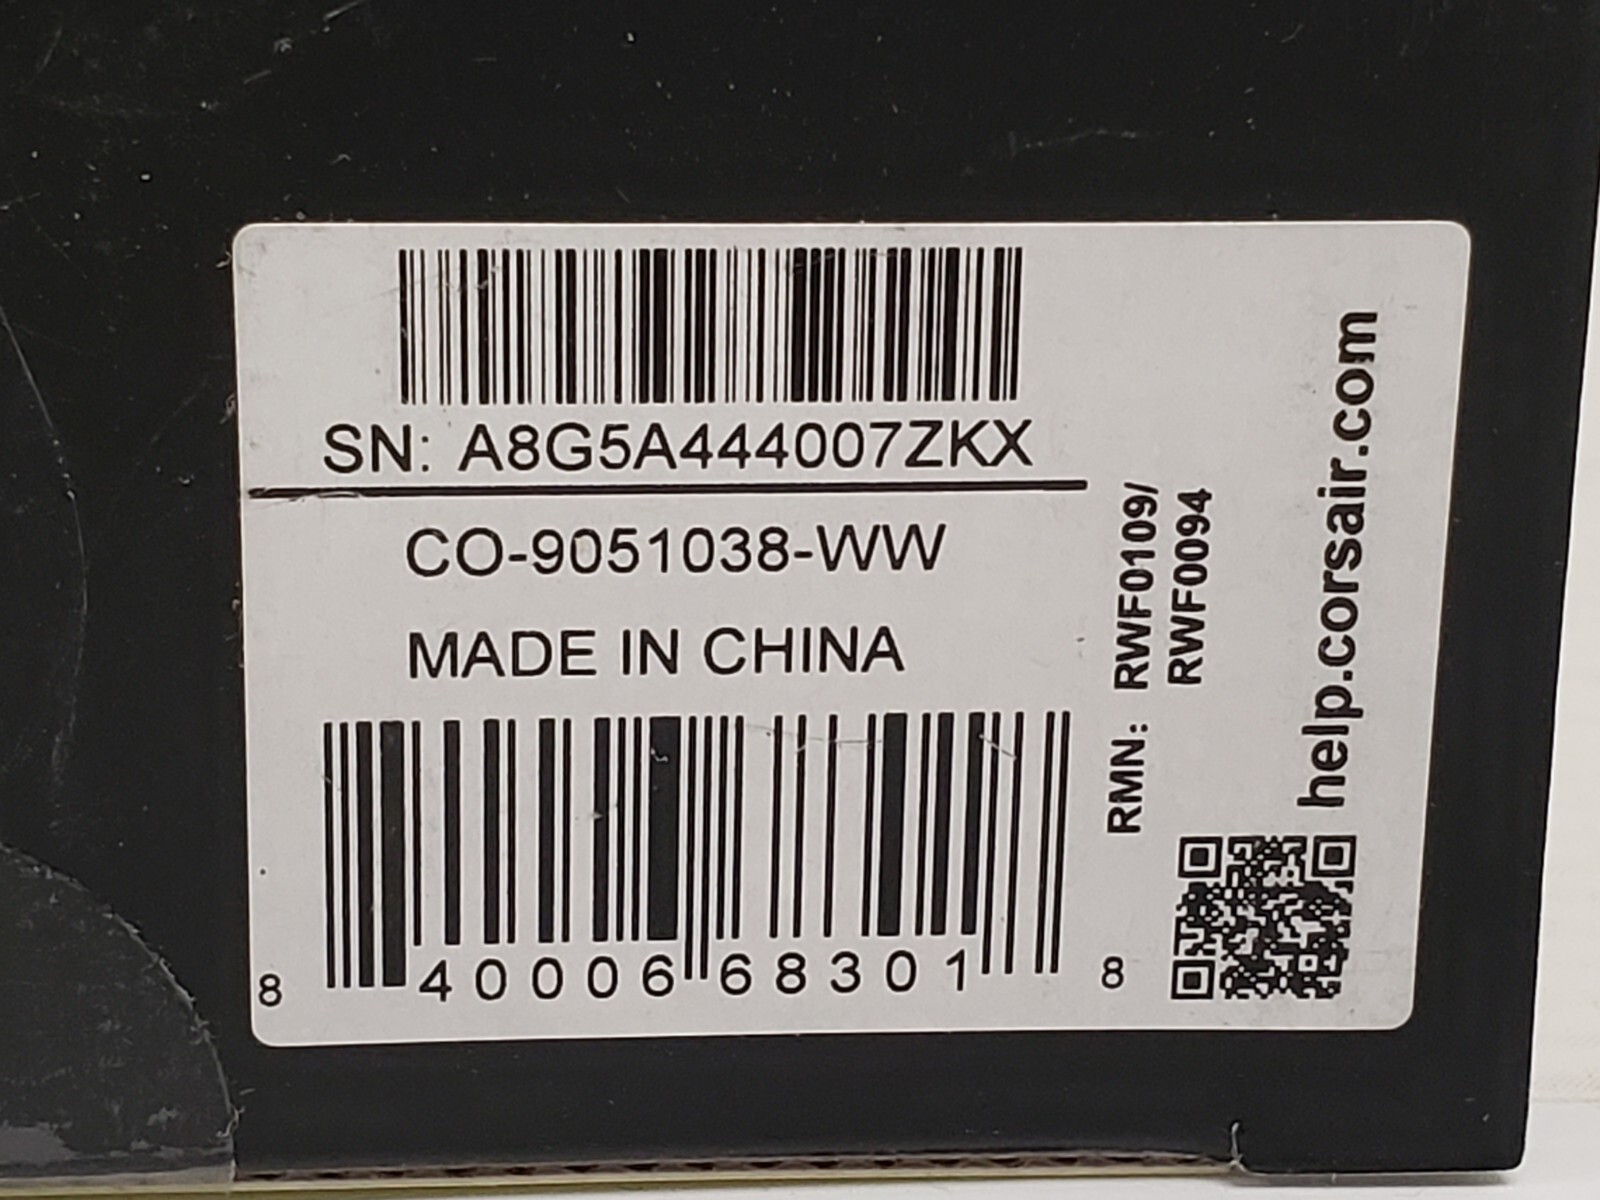 SN: A8G5A444007ZKX
CO-9051038-WW
MADE IN CHINA
8 40006 68301 8
RMN: RWF0109/
RWF0094
help.corsair.com